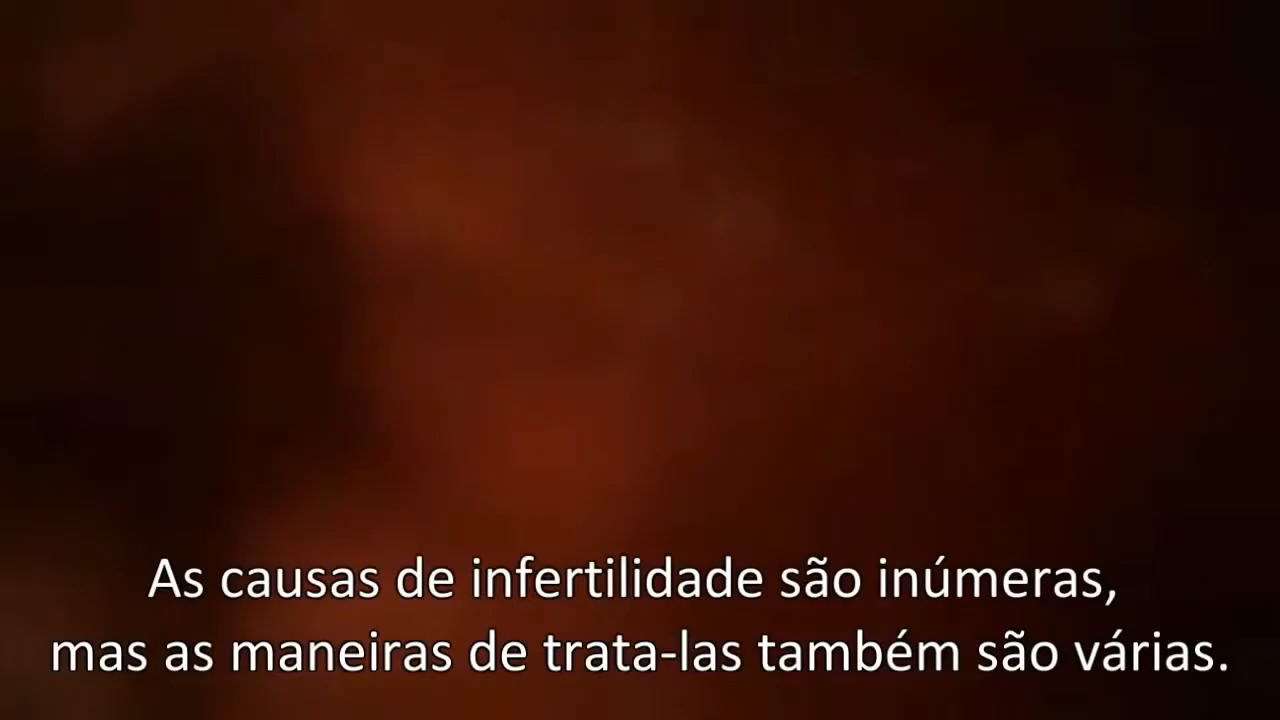 As causas de infertilidade são inúmeras,
mas as maneiras de trata-las também são várias.